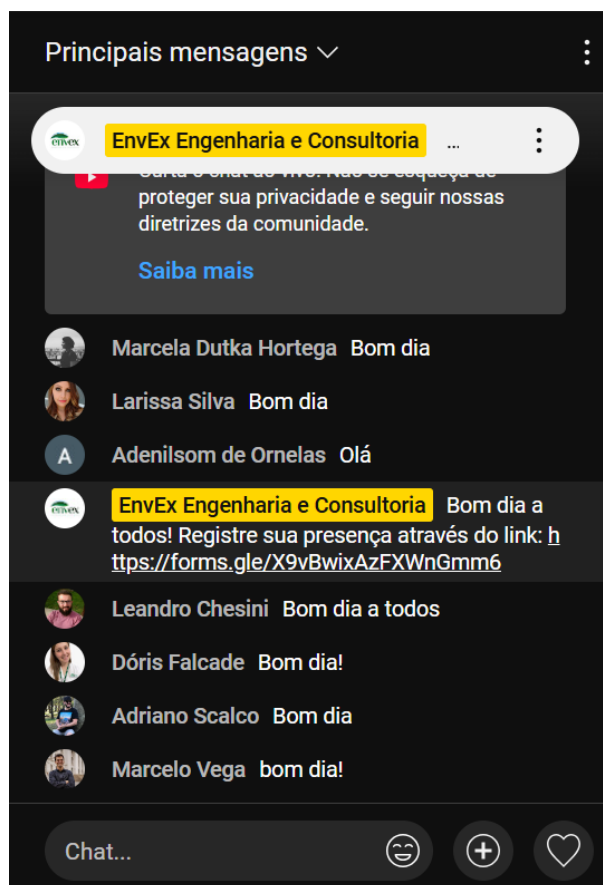 Principais mensagens
envex EnvEx Engenharia e Consultoria ...
proteger sua privacidade e seguir nossas
diretrizes da comunidade.
Saiba mais
Marcela Dutka Hortega Bom dia
Larissa Silva Bom dia
A Adenilsom de Ornelas Olá
envex EnvEx Engenharia e Consultoria Bom dia a
todos! Registre sua presença através do link: h
ttps://forms.gle/X9vBwixAzFXWnGmm6
Leandro Chesini Bom dia a todos
Dóris Falcade Bom dia!
Adriano Scalco Bom dia
Marcelo Vega bom dia!
Chat...